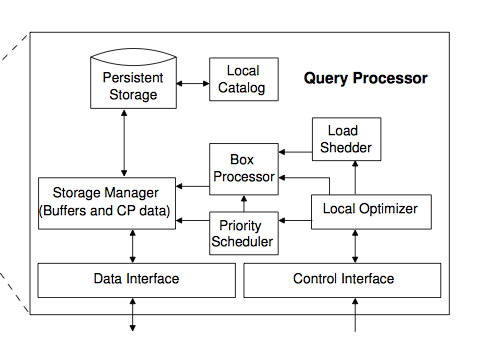 Persistent
Storage
Local
Catalog
Query Processor
Load
Shedder
Box
Processor
Storage Manager
(Buffers and CP data)
Local Optimizer
Priority
Scheduler
Data Interface
Control Interface